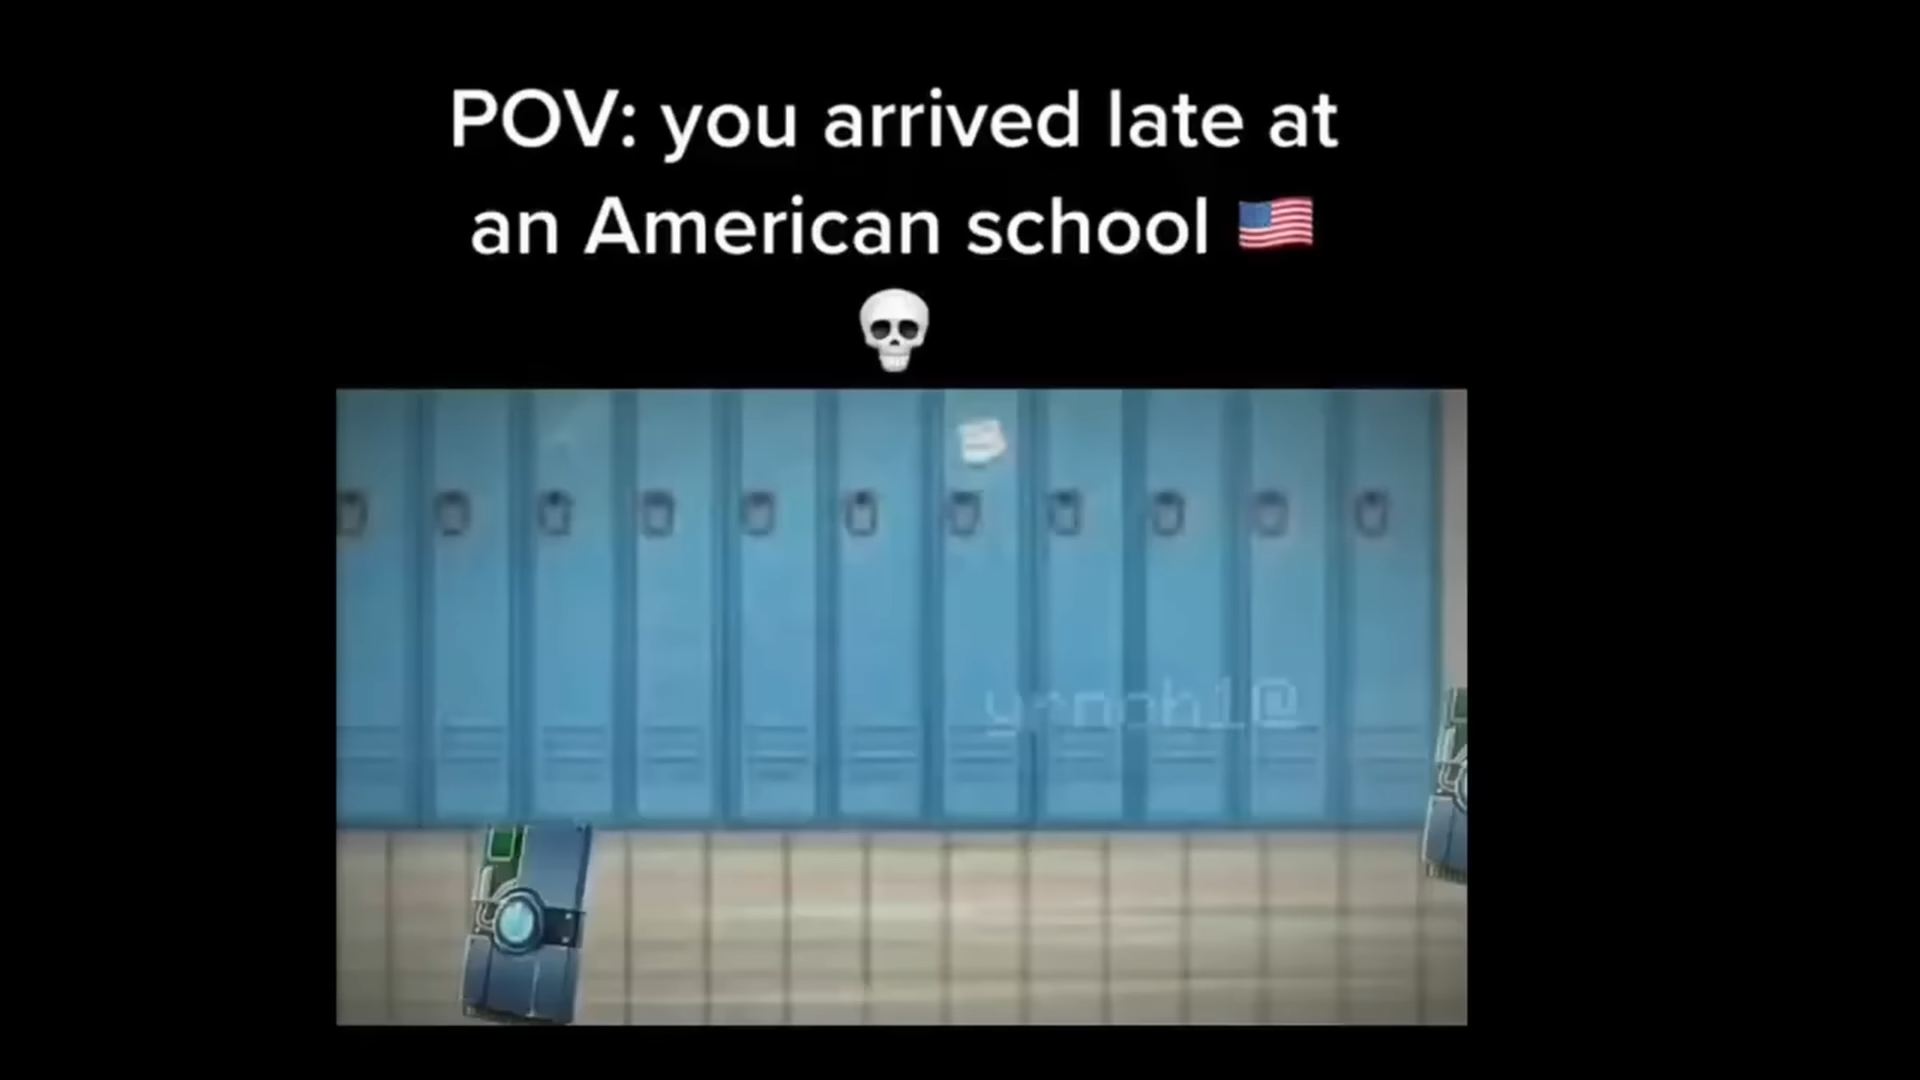 POV: you arrived late at
an American school 🇺🇸
💀